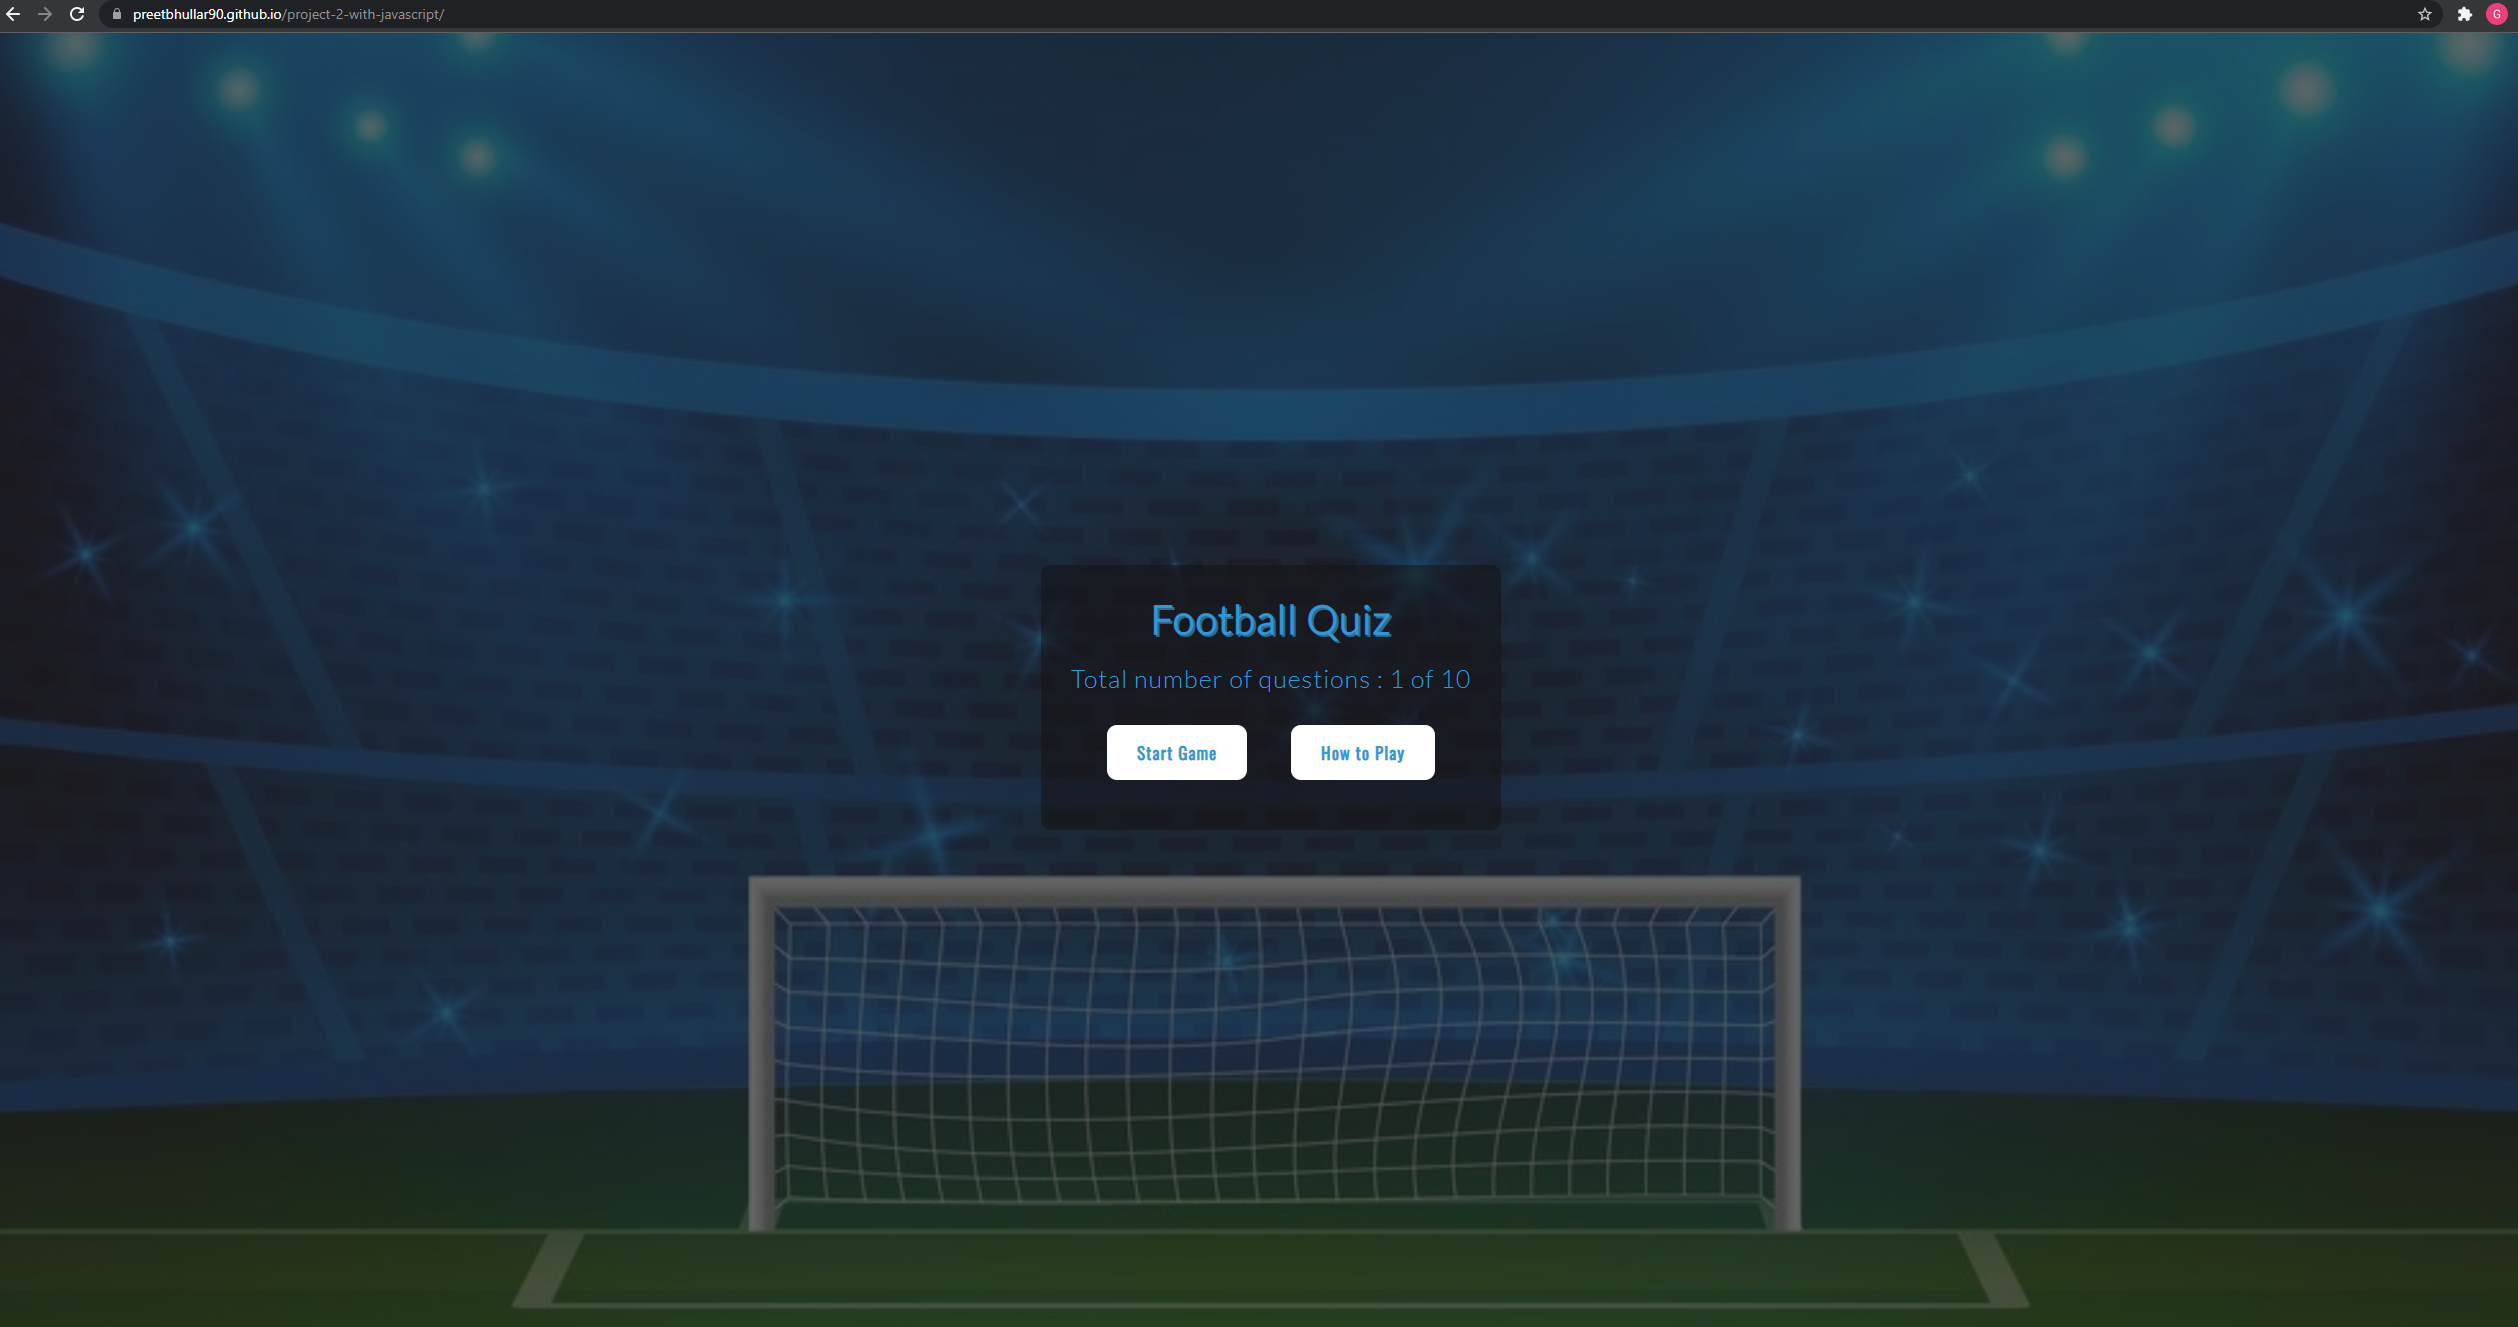 preetbhullar90.github.io/project-2-with-javascript/
G
Football Quiz
Total number of questions : 1 of 10
Start Game
How to Play